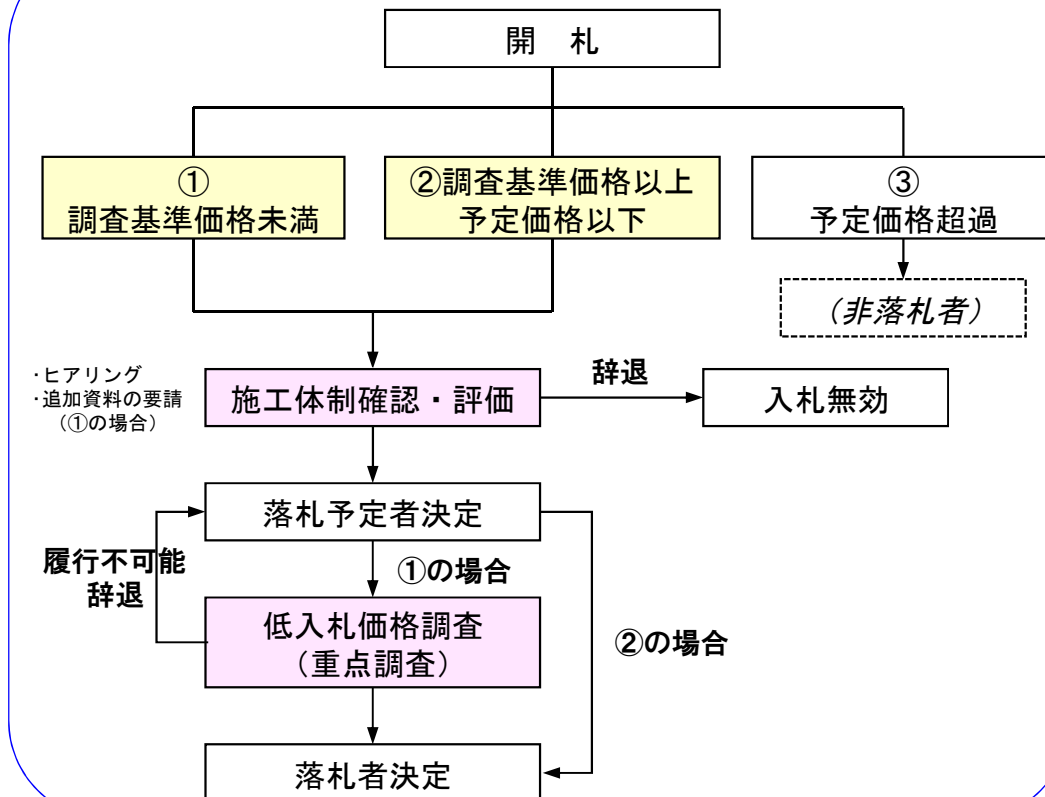 開　札
①
調査基準価格未満
②調査基準価格以上
予定価格以下
③
予定価格超過
（非落札者）
・ヒアリング
・追加資料の要請
（①の場合）
施工体制確認・評価
辞退
入札無効
落札予定者決定
履行不可能
辞退
①の場合
低入札価格調査
（重点調査）
②の場合
落札者決定